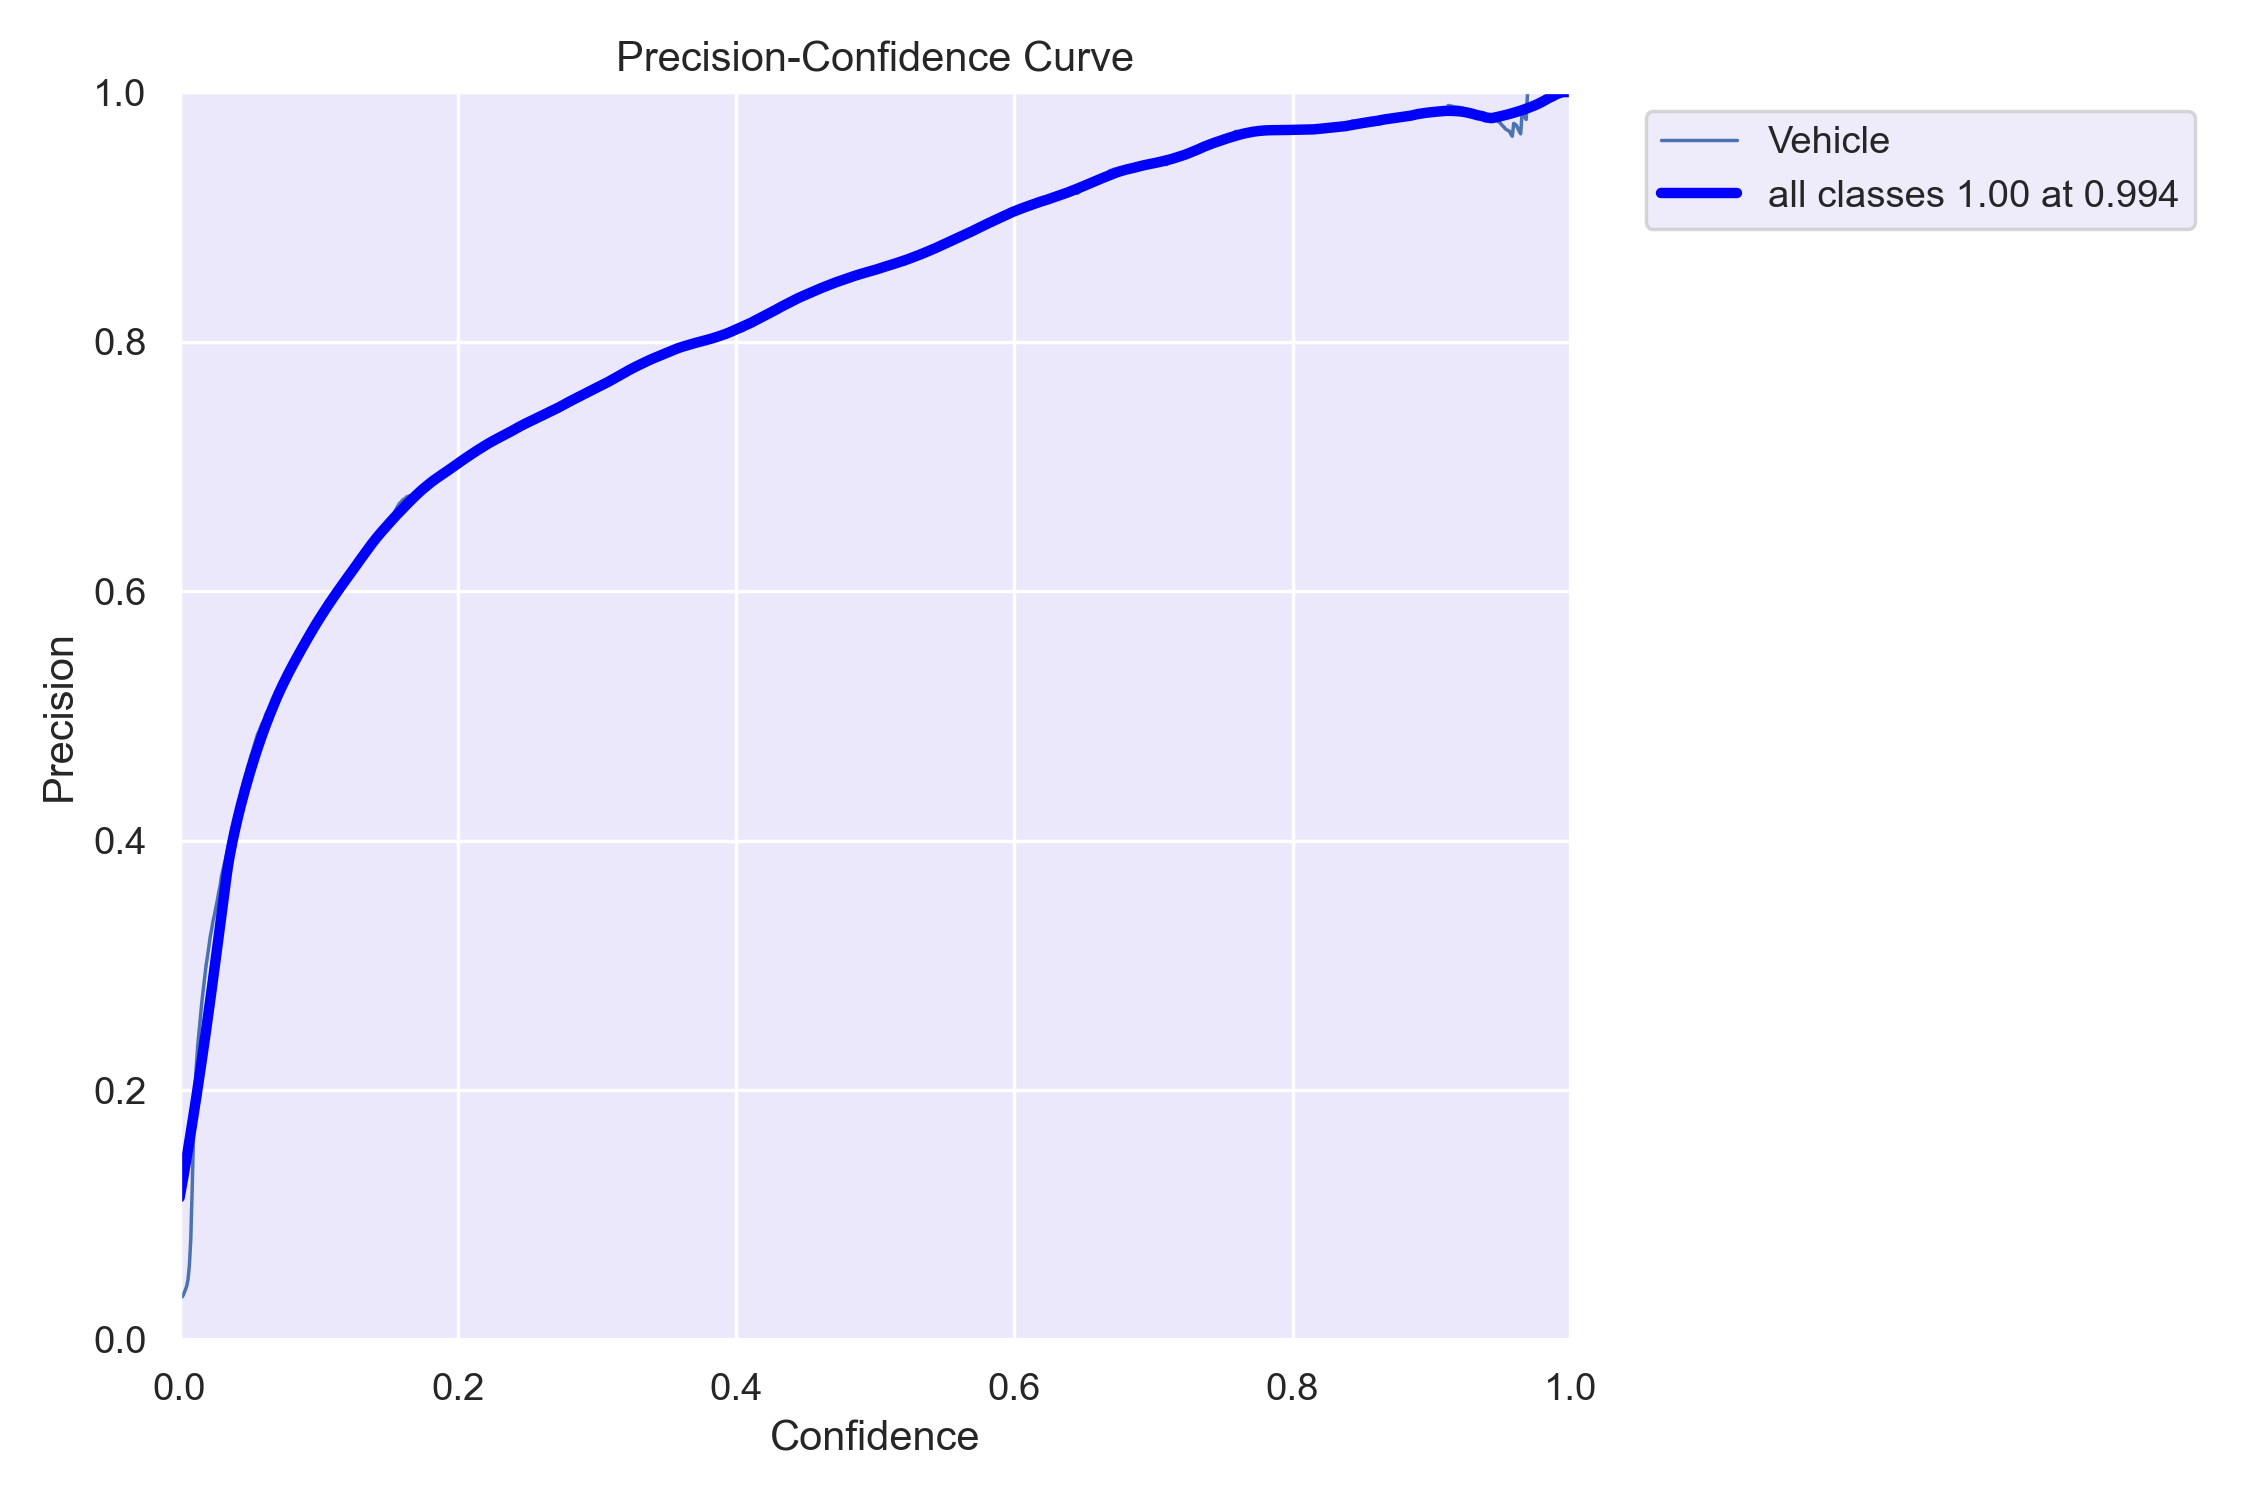 Precision-Confidence Curve
1.0
0.8
0.6
0.4
0.2
0.0
Precision
0.0 0.2 0.4 0.6 0.8 1.0
Confidence
Vehicle
all classes 1.00 at 0.994